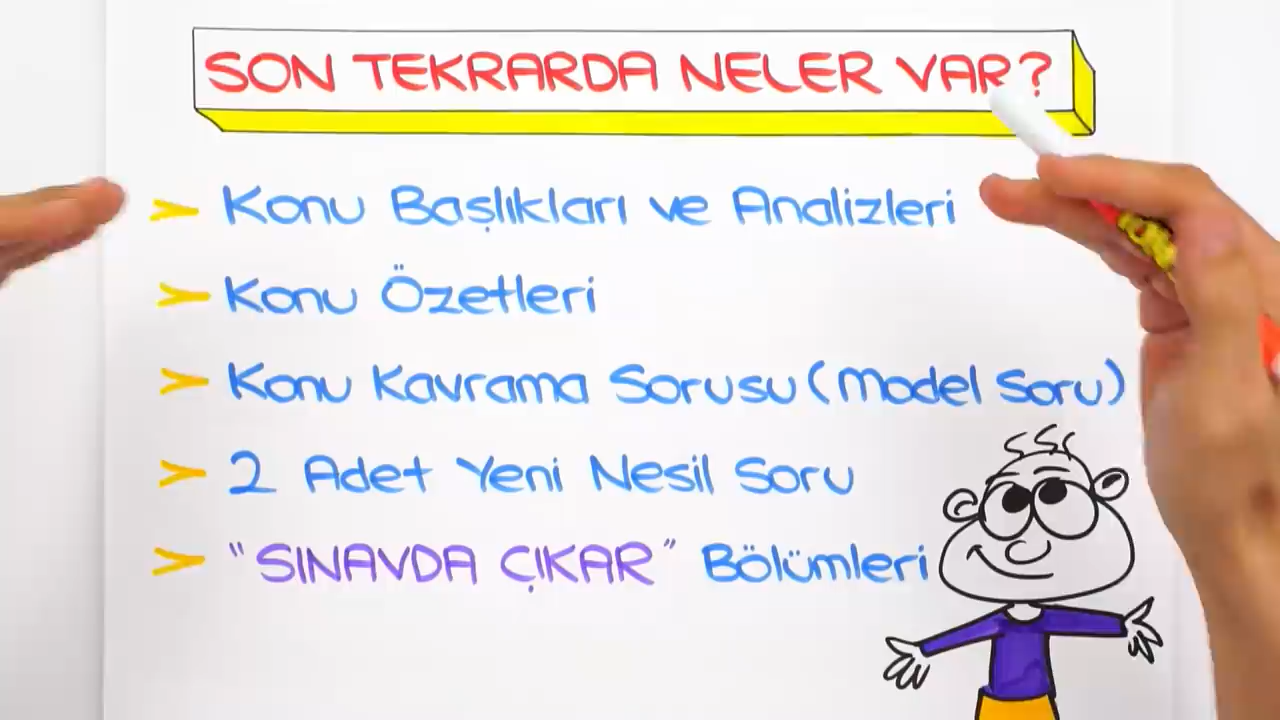 SON TEKRARDA NELER VAR?
> Konu Başlıkları ve Analizleri
> Konu Özetleri
> Konu Kavrama Sorusu (Model Soru)
> 2 Adet Yeni Nesil Soru
> "SINAVDA ÇIKAR" Bölümleri